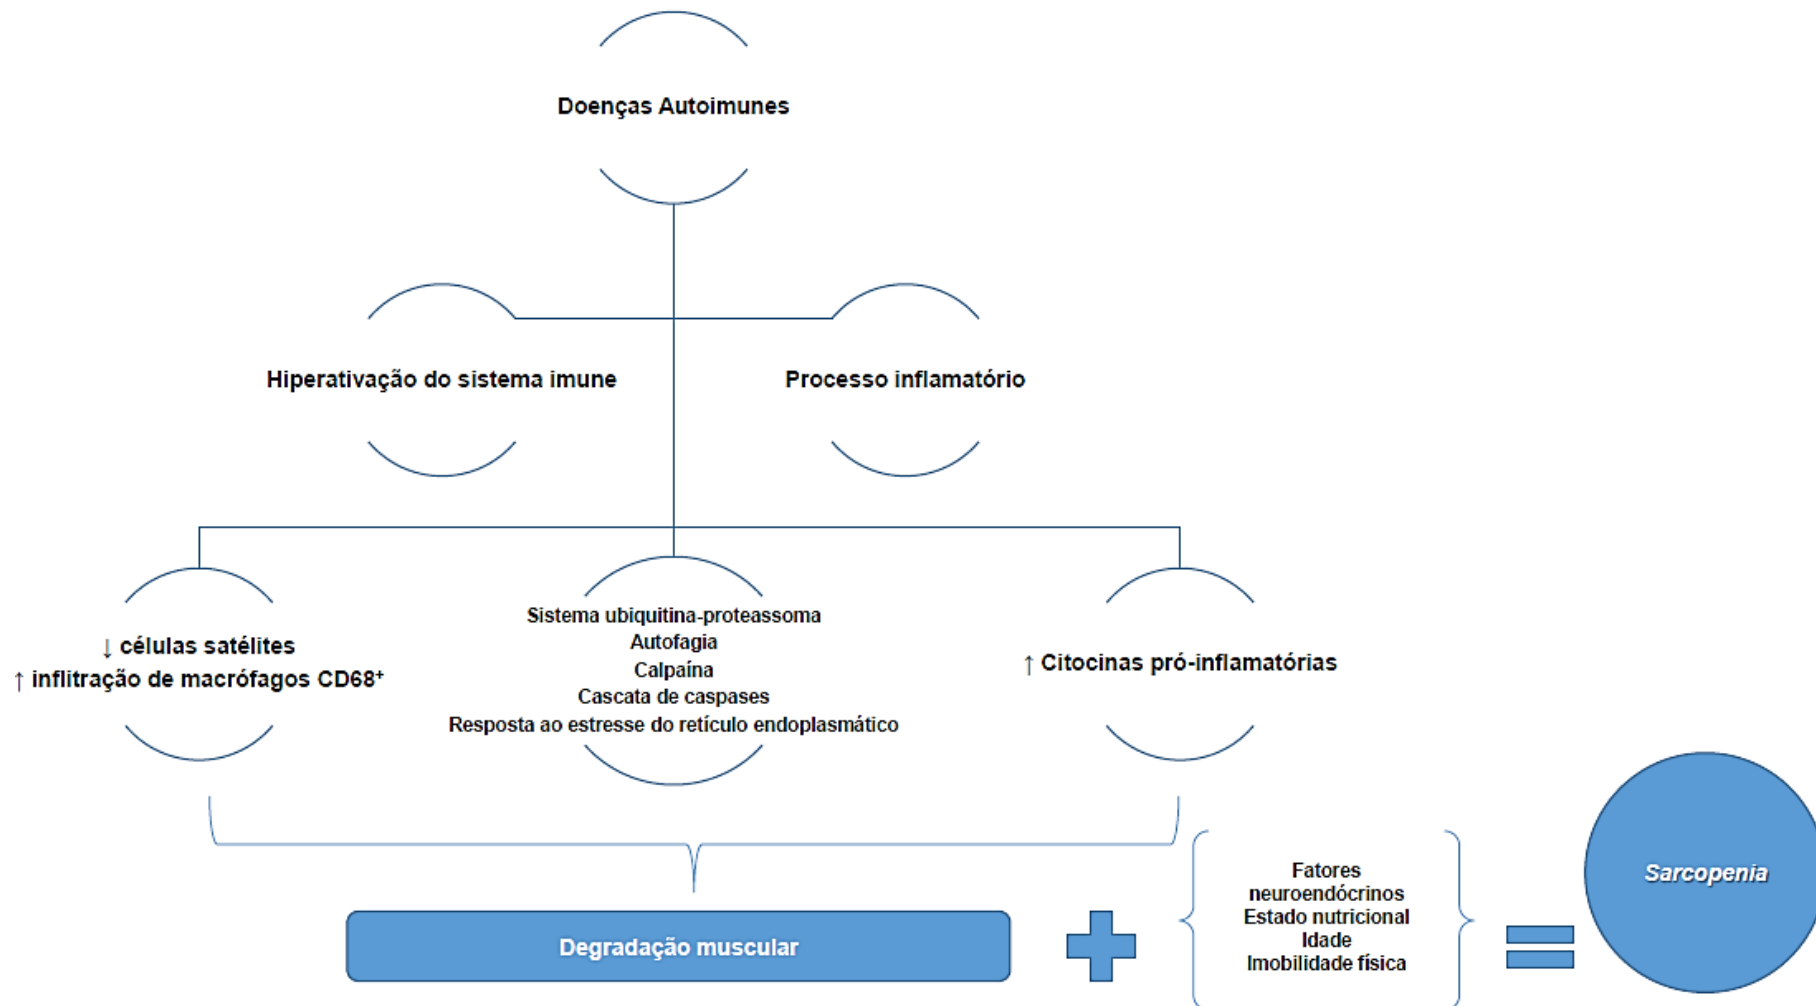 Doenças Autoimunes
Hiperativação do sistema imune
Processo inflamatório
↓ células satélites
↑ inflitração de macrófagos CD68⁺
Sistema ubiquitina-proteassoma
Autofagia
Calpaína
Cascata de caspases
Resposta ao estresse do retículo endoplasmático
↑ Citocinas pró-inflamatórias
Degradação muscular
Fatores
neuroendócrinos
Estado nutricional
Idade
Imobilidade física
Sarcopenia